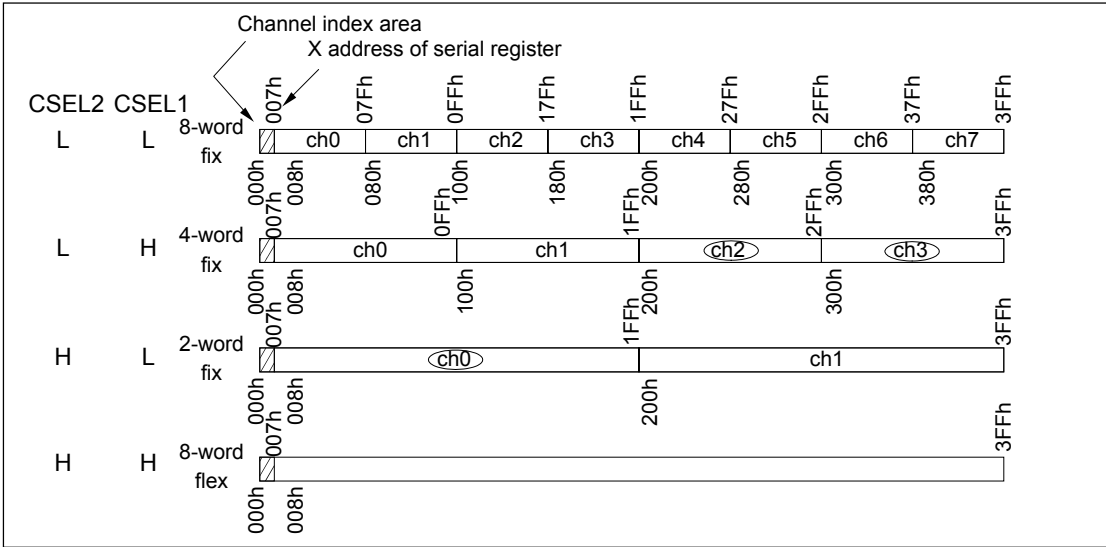 Channel index area
X address of serial register
CSEL2 CSEL1
007h 07Fh 0FFh 17Fh 1FFh 27Fh 2FFh 37Fh 3FFh
L L 8-word fix ch0 ch1 ch2 ch3 ch4 ch5 ch6 ch7
000h 008h 080h 100h 180h 200h 280h 300h 380h
007h 0FFh 1FFh 2FFh 3FFh
L H 4-word fix ch0 ch1 ch2 ch3
000h 008h 100h 200h 300h
007h 1FFh 3FFh
H L 2-word fix ch0 ch1
000h 008h 200h
007h 3FFh
H H 8-word flex
000h 008h